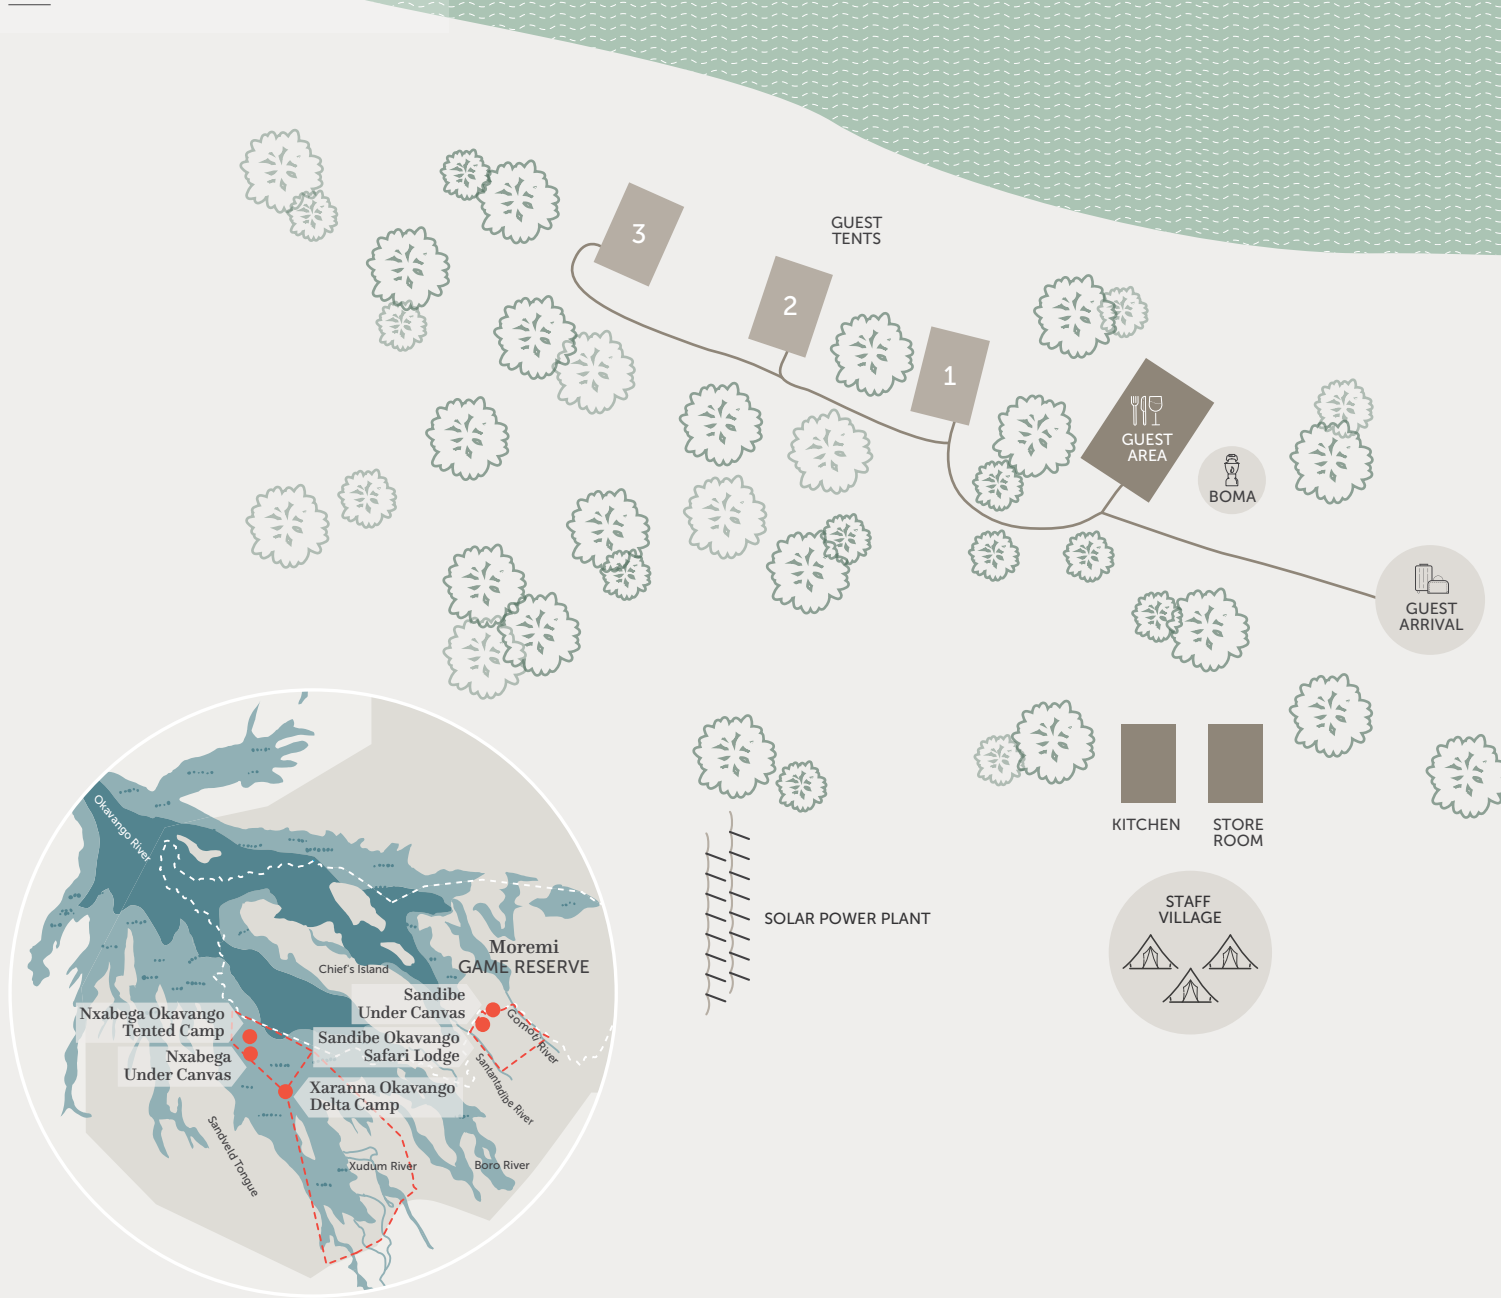 3
GUEST
TENTS
2
1
GUEST
AREA
BOMA
GUEST
ARRIVAL
KITCHEN
STORE
ROOM
SOLAR POWER PLANT
STAFF
VILLAGE
Okavango River
Moremi
GAME RESERVE
Chief's Island
Sandibe
Under Canvas
Nxabega Okavango
Tented Camp
Sandibe Okavango
Safari Lodge
Gomoti River
Nxabega
Under Canvas
Santantadibe River
Xaranna Okavango
Delta Camp
Sandveld Tongue
Xudum River
Boro River